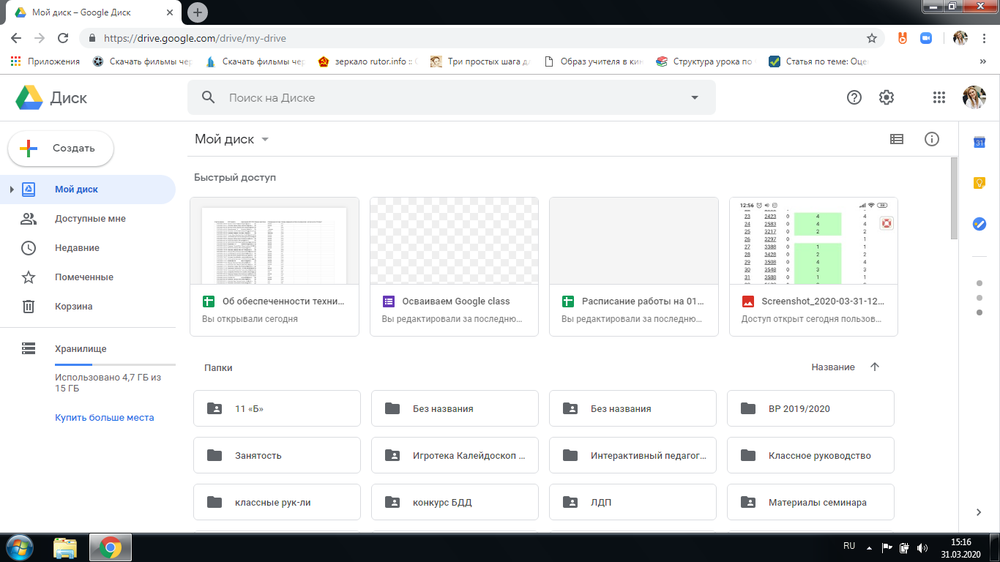 Мой диск – Google Диск
https://drive.google.com/drive/my-drive
Приложения
Скачать фильмы чер
Скачать фильмы чер
зеркало rutor.info ::
Три простых шага дл
Образ учителя в кин
Структура урока по
Статья по теме: Оце
»
Диск
Поиск на Диске
Создать
Мой диск
Доступные мне
Недавние
Помеченные
Корзина
Хранилище
Использовано 4,7 ГБ из
15 ГБ
Купить больше места
Мой диск
31
Быстрый доступ
Об обеспеченности техни...
Вы открывали сегодня
Осваиваем Google class
Вы редактировали за последню...
Расписание работы на 01...
Вы редактировали за последню...
12:56
23 2423 0 4 4
24 2583 0 4 4
25 3217 0 2 2
26 3297 0 1
27 3388 0 1 1
28 3428 0 2 2
29 3508 0 4 4
30 3548 0 3 3
31 3588 0 1 1
Screenshot_2020-03-31-12...
Доступ открыт сегодня пользов...
Папки
Название
11 «Б»
Без названия
Без названия
ВР 2019/2020
Занятость
Игротека Калейдоскоп ...
Интерактивный педагог...
Классное руководство
классные рук-ли
конкурс БДД
ЛДП
Материалы семинара
RU
15:16
31.03.2020